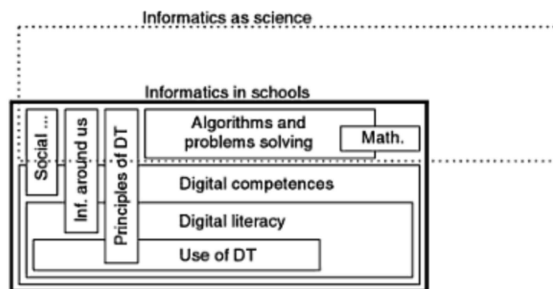 Informatics as science
Informatics in schools
Social ...
Inf. around us
Principles of DT
Algorithms and
problems solving
Math.
Digital competences
Digital literacy
Use of DT